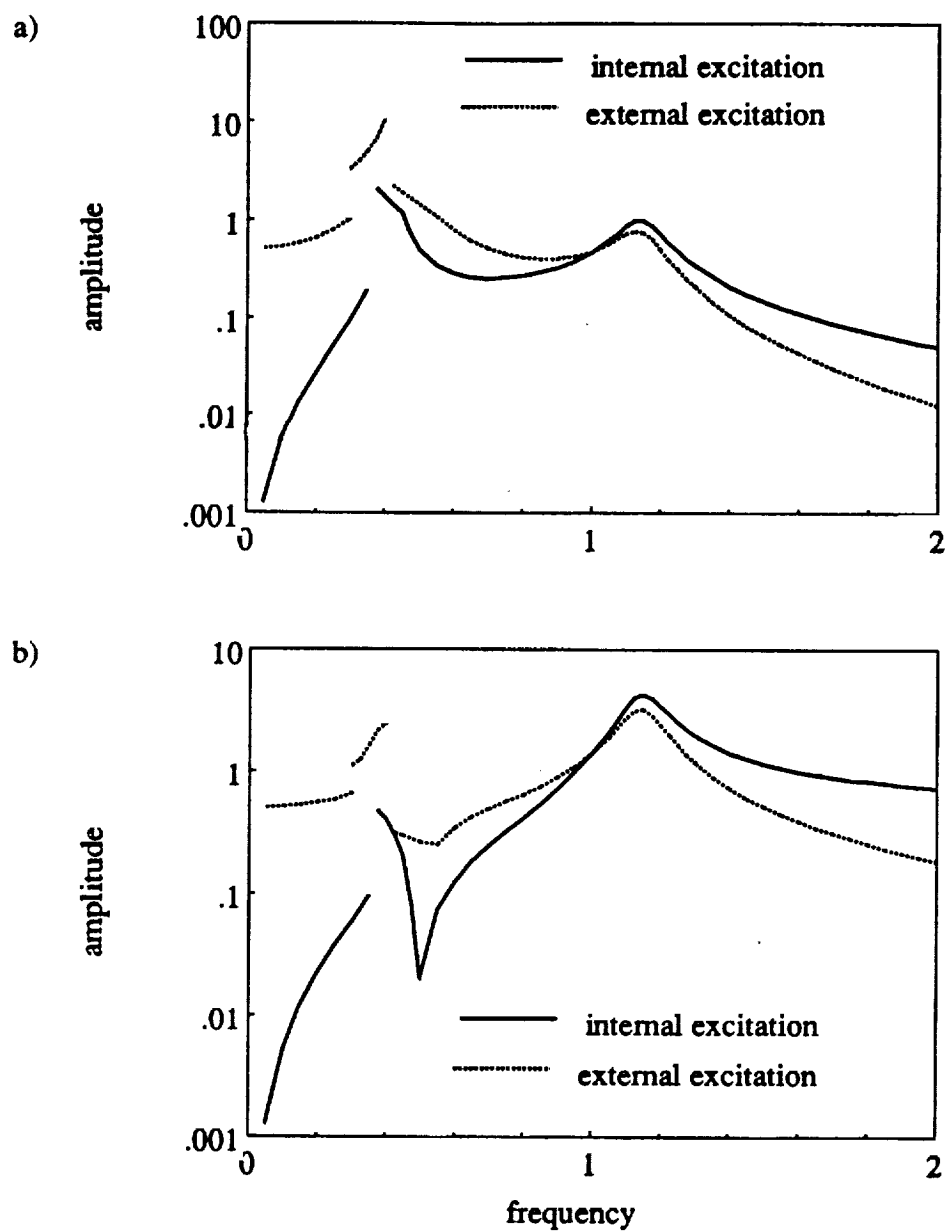 a)
100
10
1
.1
.01
.001
amplitude
internal excitation
external excitation
0
1
2
b)
10
1
.1
.01
.001
amplitude
internal excitation
external excitation
0
1
2
frequency